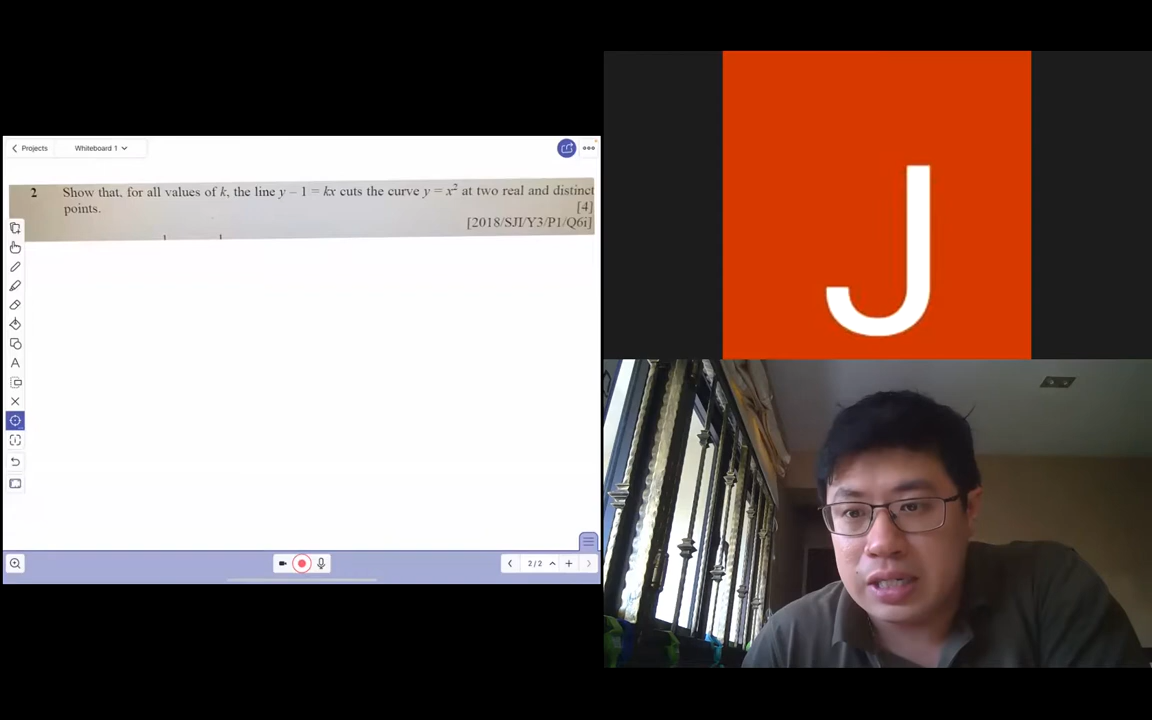 Projects
Whiteboard 1
2 Show that, for all values of k, the line y – 1 = kx cuts the curve y = x² at two real and distinct
points. [4]
[2018/SJI/Y3/P1/Q6i]
A
2 / 2
J